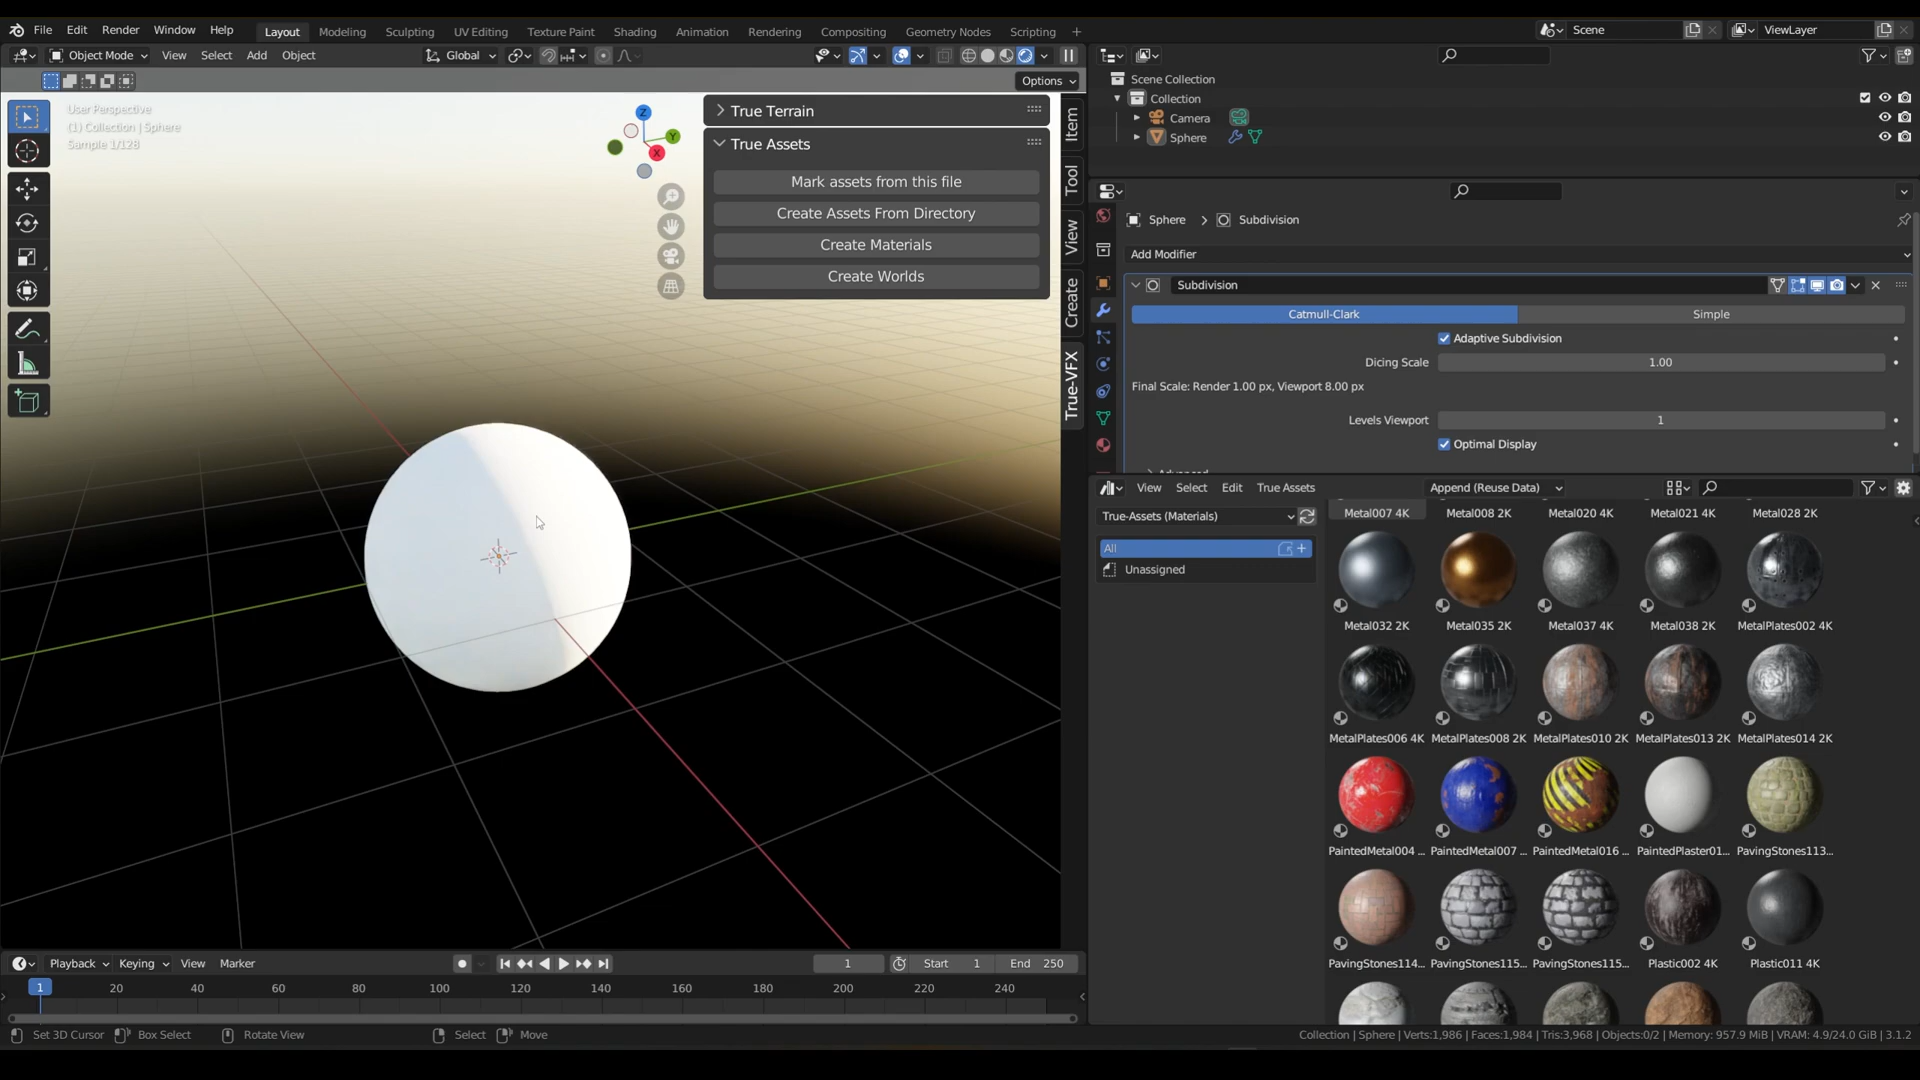 File Edit Render Window Help Layout Modeling Sculpting UV Editing Texture Paint Shading Animation Rendering Compositing Geometry Nodes Scripting + Scene ViewLayer
Object Mode View Select Add Object Global
Options
User Perspective
(1) Collection | Sphere
Sample 1/128
Z
Y
X
True Terrain
True Assets
Mark assets from this file
Create Assets From Directory
Create Materials
Create Worlds
Item
Tool
View
Create
True-VFX
Scene Collection
Collection
Camera
Sphere
Sphere > Subdivision
Add Modifier
Subdivision
Catmull-Clark Simple
Adaptive Subdivision
Dicing Scale 1.00
Final Scale: Render 1.00 px, Viewport 8.00 px
Levels Viewport 1
Optimal Display
View Select Edit True Assets Append (Reuse Data)
True-Assets (Materials)
All
Unassigned
Metal007 4K Metal008 2K Metal020 4K Metal021 4K Metal028 2K
Metal032 2K Metal035 2K Metal037 4K Metal038 2K MetalPlates002 4K
MetalPlates006 4K MetalPlates008 2K MetalPlates010 2K MetalPlates013 2K MetalPlates014 2K
PaintedMetal004 ... PaintedMetal007 ... PaintedMetal016 ... PaintedPlaster01... PavingStones113...
PavingStones114... PavingStones115... PavingStones115... Plastic002 4K Plastic011 4K
Playback Keying View Marker 1 Start 1 End 250
1 20 40 60 80 100 120 140 160 180 200 220 240
Set 3D Cursor Box Select Rotate View Select Move
Collection | Sphere | Verts:1,986 | Faces:1,984 | Tris:3,968 | Objects:0/2 | Memory: 957.9 MiB | VRAM: 4.9/24.0 GiB | 3.1.2